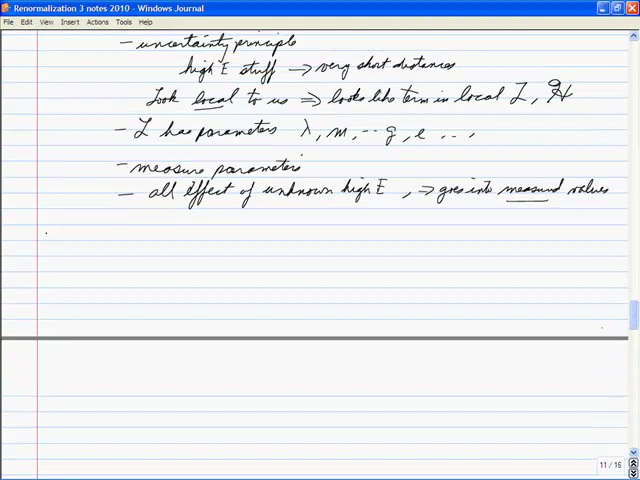 Renormalization 3 notes 2010 - Windows Journal
File Edit View Insert Actions Tools Help
- uncertainty principle
high E stuff → very short distances
Look local to us ⇒ looks like term in local L, H
- L has parameters λ, m, -- g, e ...,
- measure parameters
- all effect of unknown high E , ⇒ goes into measured values
11 / 16